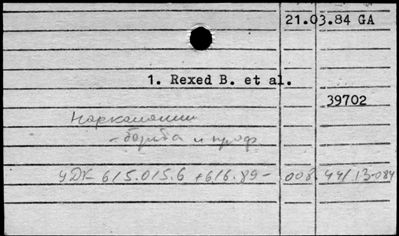 21.03.84 GA
1. Rexed B. et al.
39702
Наркомании
- борьба и проф.
УДК 615.015.6 + 616.89-008.441.13-084